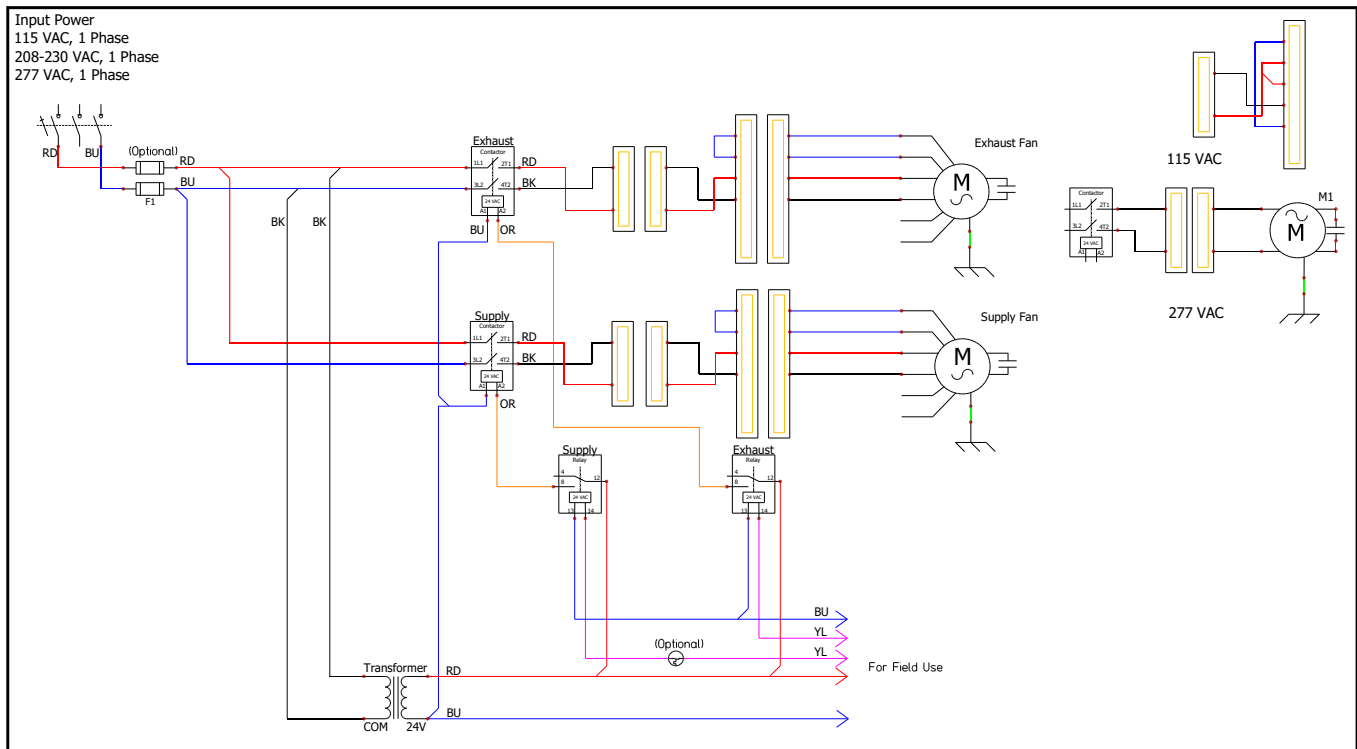 Input Power
115 VAC, 1 Phase
208-230 VAC, 1 Phase
277 VAC, 1 Phase
RD
BU
(Optional)
F1
RD
BU
BK
BK
Exhaust
Contactor
1L1
2T1
3L2
4T2
24 VAC
A1
A2
RD
BK
BU
OR
M
Exhaust Fan
115 VAC
Contactor
1L1
2T1
3L2
4T2
24 VAC
A1
A2
M
M1
277 VAC
Supply
Contactor
1L1
2T1
3L2
4T2
24 VAC
A1
A2
RD
BK
OR
M
Supply Fan
Supply
Relay
4
8
12
24 VAC
13
14
Exhaust
Relay
4
8
12
24 VAC
13
14
BU
YL
(Optional)
YL
For Field Use
Transformer
RD
BU
COM
24V